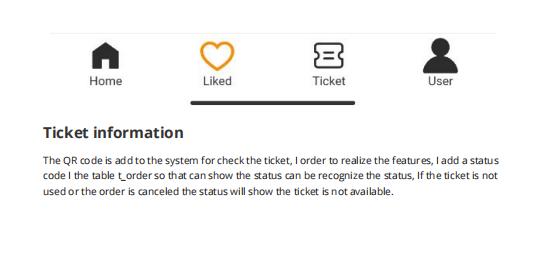 Home Liked Ticket User
Ticket information
The QR code is add to the system for check the ticket, I order to realize the features, I add a status
code I the table t_order so that can show the status can be recognize the status, If the ticket is not
used or the order is canceled the status will show the ticket is not available.